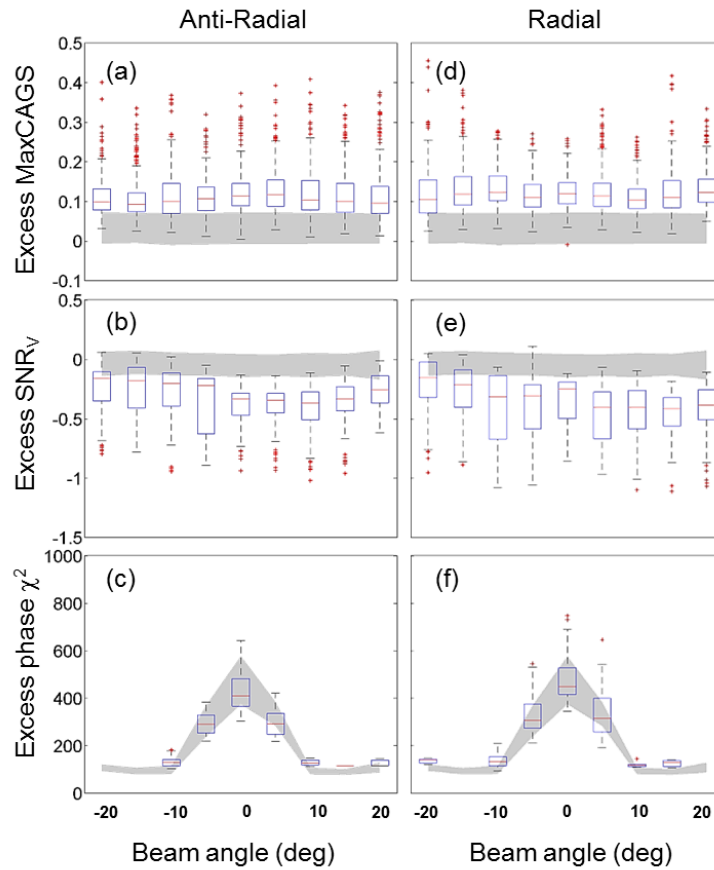 Anti-Radial
Radial
(a)
(d)
Excess MaxCAGS
0.5
0.4
0.3
0.2
0.1
0
-0.1
(b)
(e)
Excess SNRV
0.5
0
-0.5
-1
-1.5
(c)
(f)
Excess phase χ²
1000
800
600
400
200
0
-20 -10 0 10 20
-20 -10 0 10 20
Beam angle (deg)
Beam angle (deg)